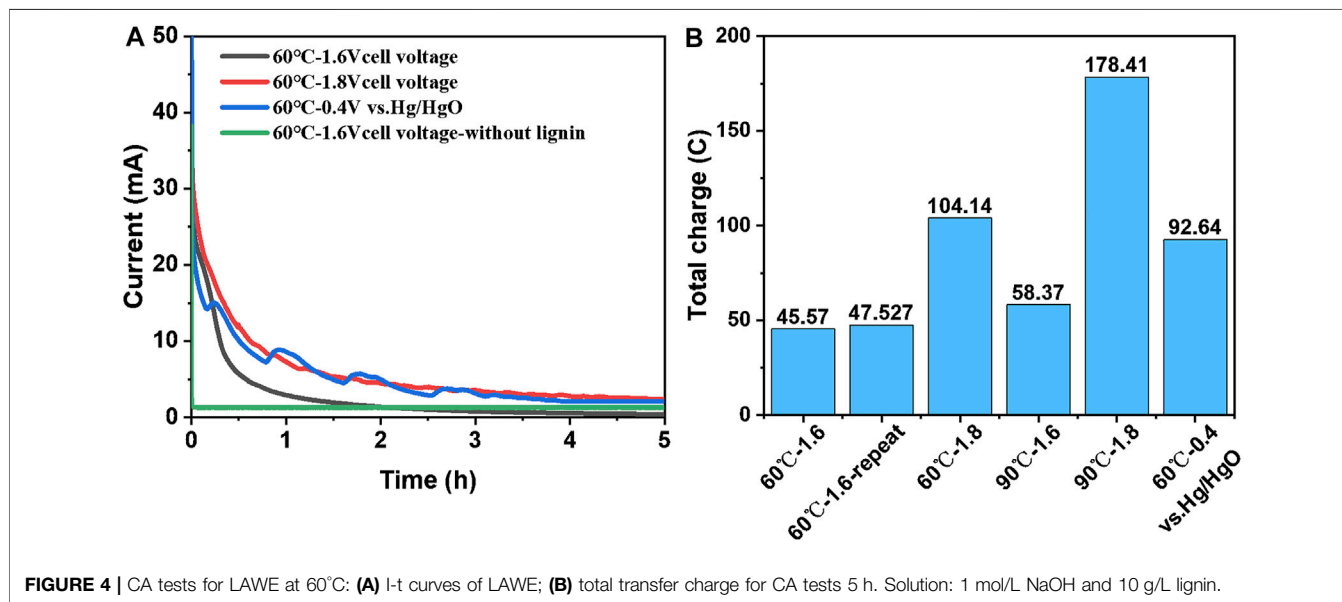 A
50
40
30
20
10
0
Current (mA)
60°C-1.6Vcell voltage
60°C-1.8Vcell voltage
60°C-0.4V vs.Hg/HgO
60°C-1.6Vcell voltage-without lignin
0 1 2 3 4 5
Time (h)
B
200
150
100
50
0
Total charge (C)
45.57
47.527
104.14
58.37
178.41
92.64
60℃-1.6
60℃-1.6-repeat
60℃-1.8
90℃-1.6
90℃-1.8
60℃-0.4
vs.Hg/HgO
FIGURE 4 | CA tests for LAWE at 60°C: (A) I-t curves of LAWE; (B) total transfer charge for CA tests 5 h. Solution: 1 mol/L NaOH and 10 g/L lignin.